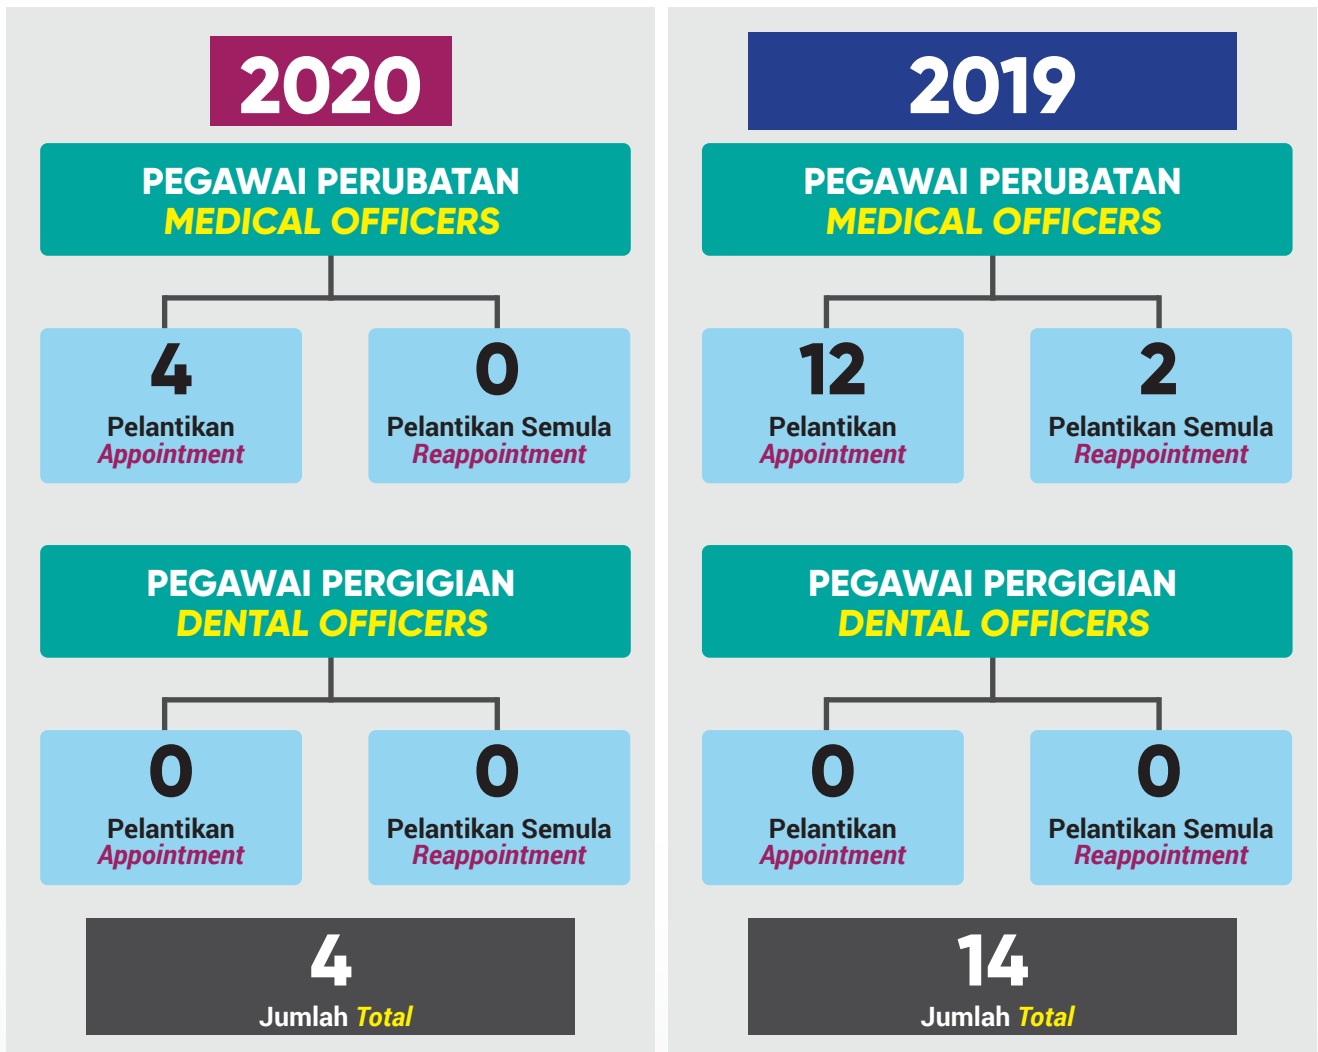 2020
PEGAWAI PERUBATAN
MEDICAL OFFICERS
4
Pelantikan
Appointment
0
Pelantikan Semula
Reappointment
PEGAWAI PERGIGIAN
DENTAL OFFICERS
0
Pelantikan
Appointment
0
Pelantikan Semula
Reappointment
4
Jumlah Total
2019
PEGAWAI PERUBATAN
MEDICAL OFFICERS
12
Pelantikan
Appointment
2
Pelantikan Semula
Reappointment
PEGAWAI PERGIGIAN
DENTAL OFFICERS
0
Pelantikan
Appointment
0
Pelantikan Semula
Reappointment
14
Jumlah Total